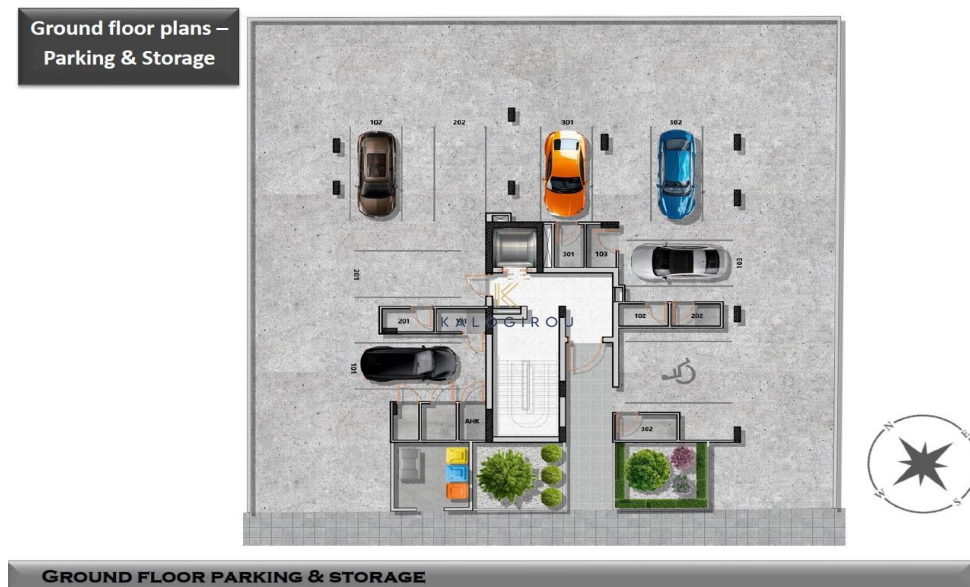 Ground floor plans –
Parking & Storage
102
202
301
302
301
103
103
201
KALOGIROU
201
102
202
101
AHK
302
N
E
W
S
GROUND FLOOR PARKING & STORAGE